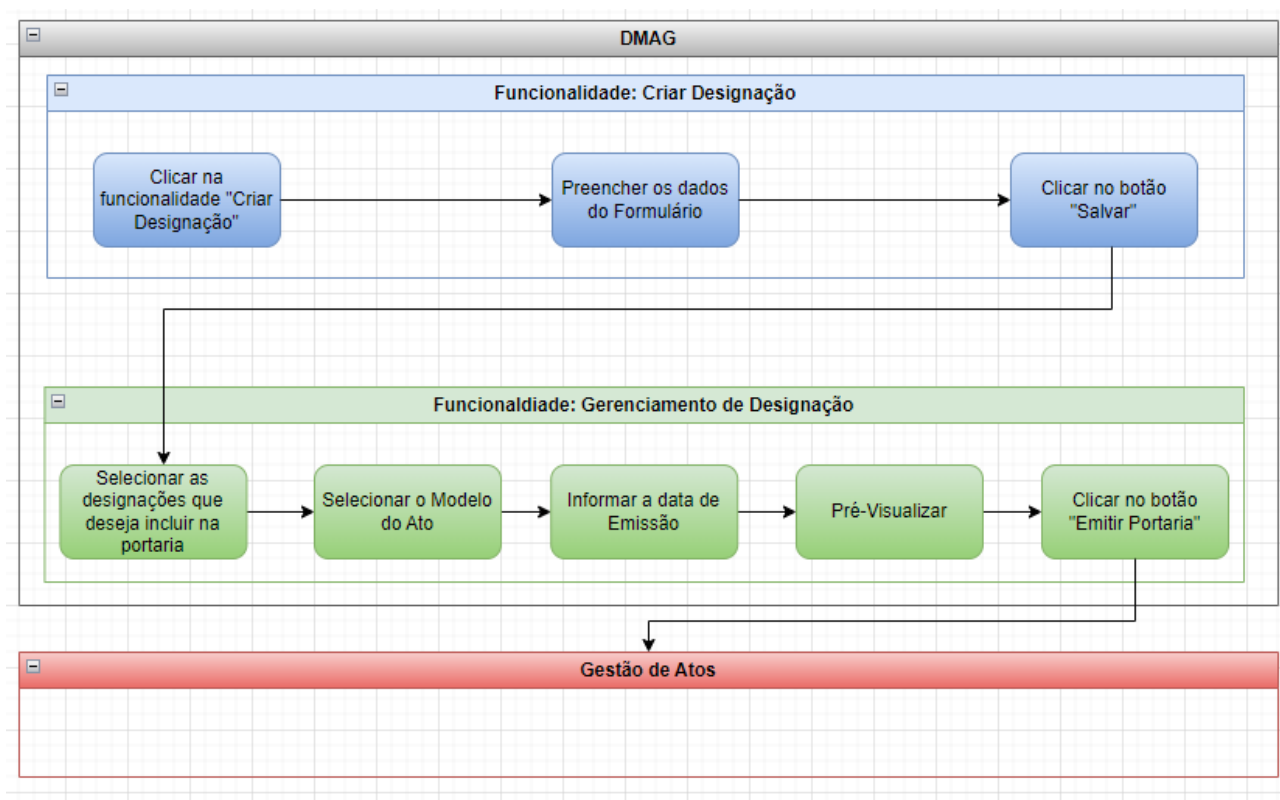 DMAG
Funcionalidade: Criar Designação
Clicar na
funcionalidade "Criar
Designação"
Preencher os dados
do Formulário
Clicar no botão
"Salvar"
Funcionaldiade: Gerenciamento de Designação
Selecionar as
designações que
deseja incluir na
portaria
Selecionar o Modelo
do Ato
Informar a data de
Emissão
Pré-Visualizar
Clicar no botão
"Emitir Portaria"
Gestão de Atos